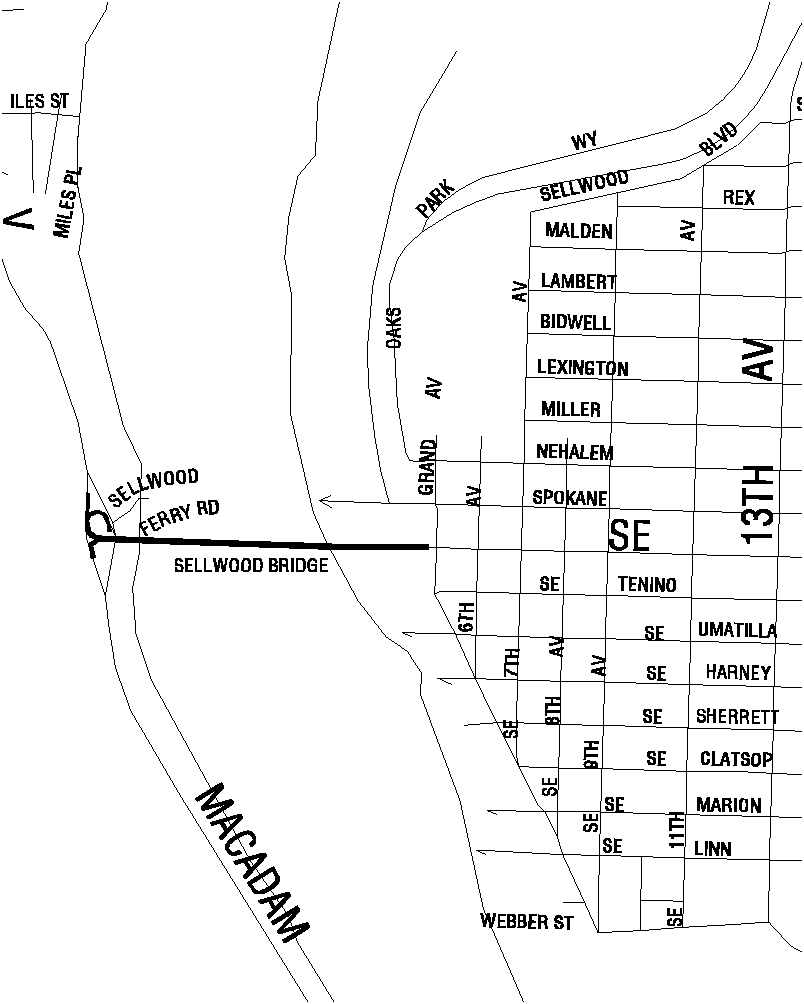 ILES ST
MILES PL
V
WY
BLVD
PARK
SELLWOOD
REX
S
MALDEN
AV
LAMBERT
AV
BIDWELL
OAKS
LEXINGTON
AV
AV
MILLER
NEHALEM
GRAND
SELLWOOD
FERRY RD
AV
SPOKANE
13TH
SE
SELLWOOD BRIDGE
SE TENINO
6TH
SE UMATILLA
7TH
AV
AV
SE HARNEY
SE
8TH
SE SHERRETT
9TH
SE CLATSOP
SE
SE MARION
SE
11TH
SE LINN
MACADAM
WEBBER ST
SE